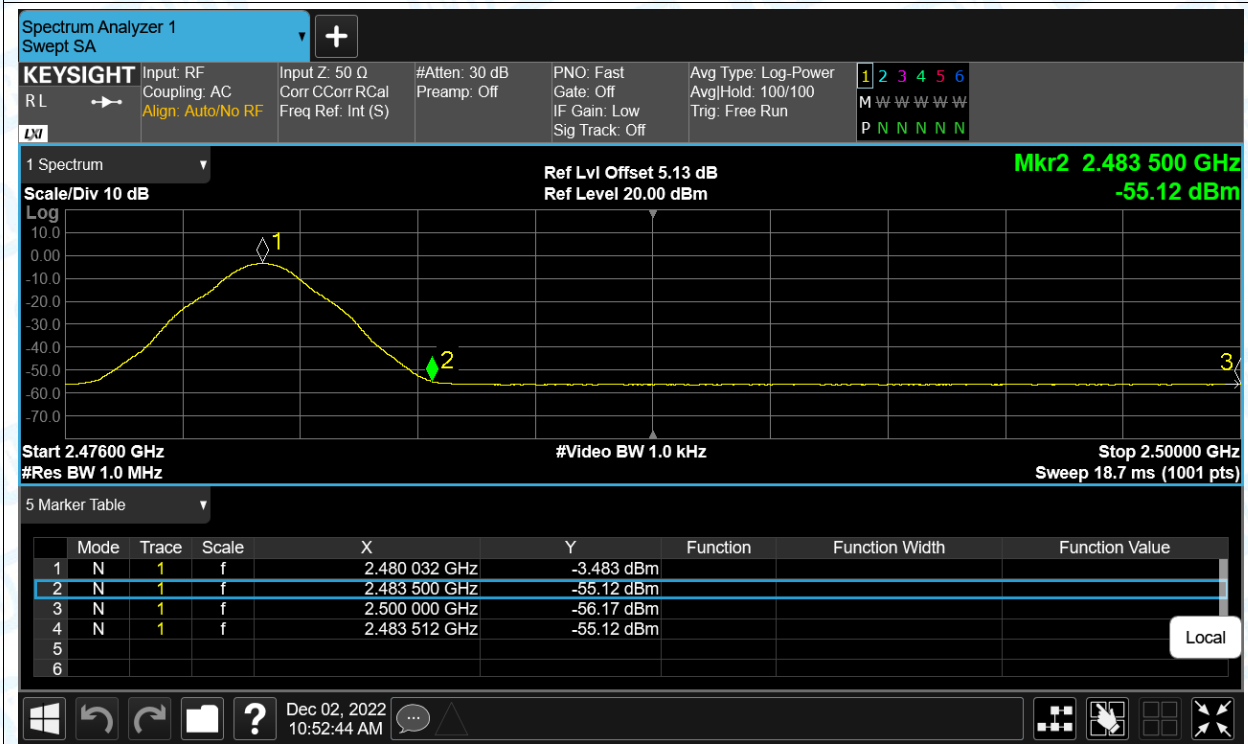 Spectrum Analyzer 1
Swept SA
+
KEYSIGHT Input: RF Input Z: 50 Ω #Atten: 30 dB PNO: Fast Avg Type: Log-Power 1 2 3 4 5 6
R L Coupling: AC Corr CCorr RCal Preamp: Off Gate: Off Avg|Hold: 100/100 M W W W W W W
Align: Auto/No RF Freq Ref: Int (S) IF Gain: Low Trig: Free Run
LXI Sig Track: Off P N N N N N N
1 Spectrum Ref Lvl Offset 5.13 dB Mkr2 2.483 500 GHz
Scale/Div 10 dB Ref Level 20.00 dBm -55.12 dBm
Log
10.0
1
0.00
-10.0
-20.0
-30.0
-40.0
2 3
-50.0
-60.0
-70.0
Start 2.47600 GHz #Video BW 1.0 kHz Stop 2.50000 GHz
#Res BW 1.0 MHz Sweep 18.7 ms (1001 pts)
5 Marker Table
Mode Trace Scale X Y Function Function Width Function Value
1 N 1 f 2.480 032 GHz -3.483 dBm
2 N 1 f 2.483 500 GHz -55.12 dBm
3 N 1 f 2.500 000 GHz -56.17 dBm
4 N 1 f 2.483 512 GHz -55.12 dBm
5
6
Local
? Dec 02, 2022
10:52:44 AM